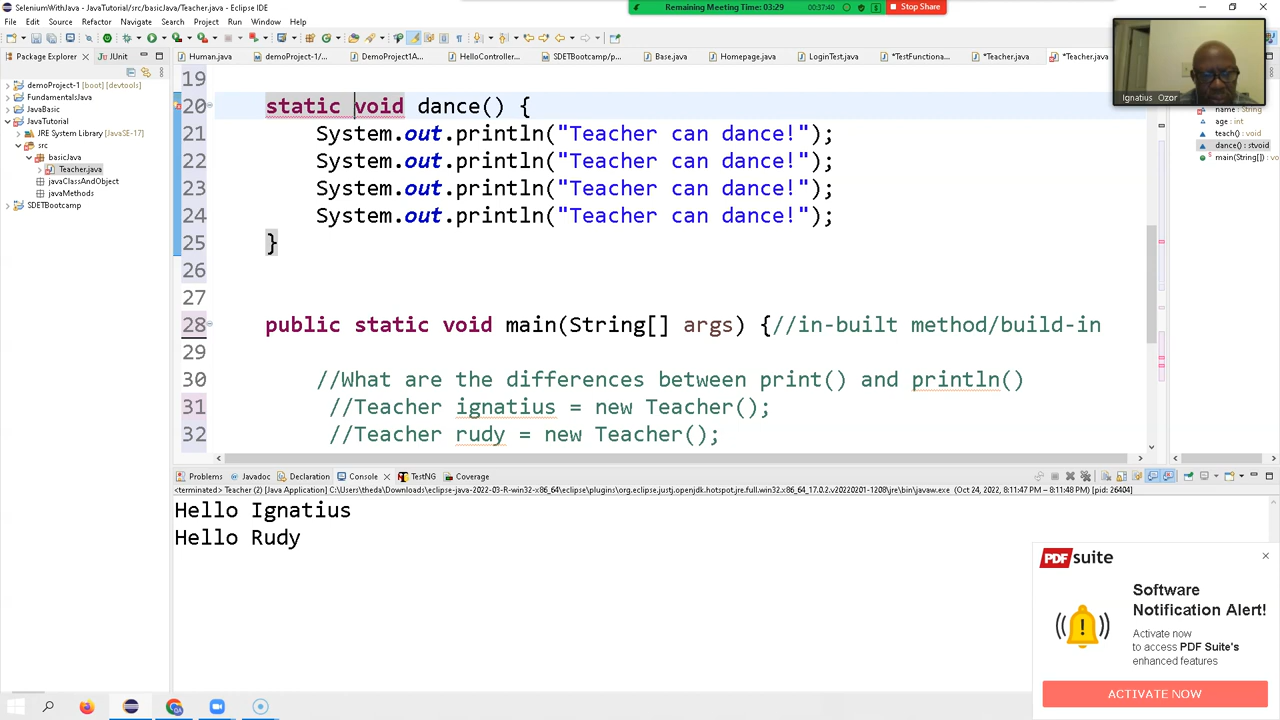 SeleniumWithJava - JavaTutorial/src/basicJava/Teacher.java - Eclipse IDE
Remaining Meeting Time: 03:29
00:37:40
Stop Share
File Edit Source Refactor Navigate Search Project Run Window Help
Package Explorer
JUnit
Human.java
demoProject-1/...
DemoProject1A...
HelloController...
SDETBootcamp/p...
Base.java
Homepage.java
LoginTest.java
*TestFunctiona...
*Teacher.java
*Teacher.java
Ignatius Ozor
demoProject-1 [boot] [devtools]
FundamentalsJava
JavaBasic
JavaTutorial
JRE System Library [JavaSE-17]
src
basicJava
Teacher.java
javaClassAndObject
javaMethods
SDETBootcamp
19
20 static void dance() {
21 System.out.println("Teacher can dance!");
22 System.out.println("Teacher can dance!");
23 System.out.println("Teacher can dance!");
24 System.out.println("Teacher can dance!");
25 }
26
27
28 public static void main(String[] args) {//in-built method/build-in
29
30 //What are the differences between print() and println()
31 //Teacher ignatius = new Teacher();
32 //Teacher rudy = new Teacher();
name : String
age : int
teach() : void
dance() : stvoid
main(String[]) : vo
Problems
Javadoc
Declaration
Console
TestNG
Coverage
<terminated> Teacher (2) [Java Application] C:\Users\theda\Downloads\eclipse-java-2022-03-R-win32-x86_64\eclipse\plugins\org.eclipse.justj.openjdk.hotspot.jre.full.win32.x86_64_17.0.2.v20220201-1208\jre\bin\javaw.exe (Oct 24, 2022, 8:11:47 PM – 8:11:48 PM) [pid: 26404]
Hello Ignatius
Hello Rudy
PDF suite
Software
Notification Alert!
Activate now
to access PDF Suite's
enhanced features
ACTIVATE NOW